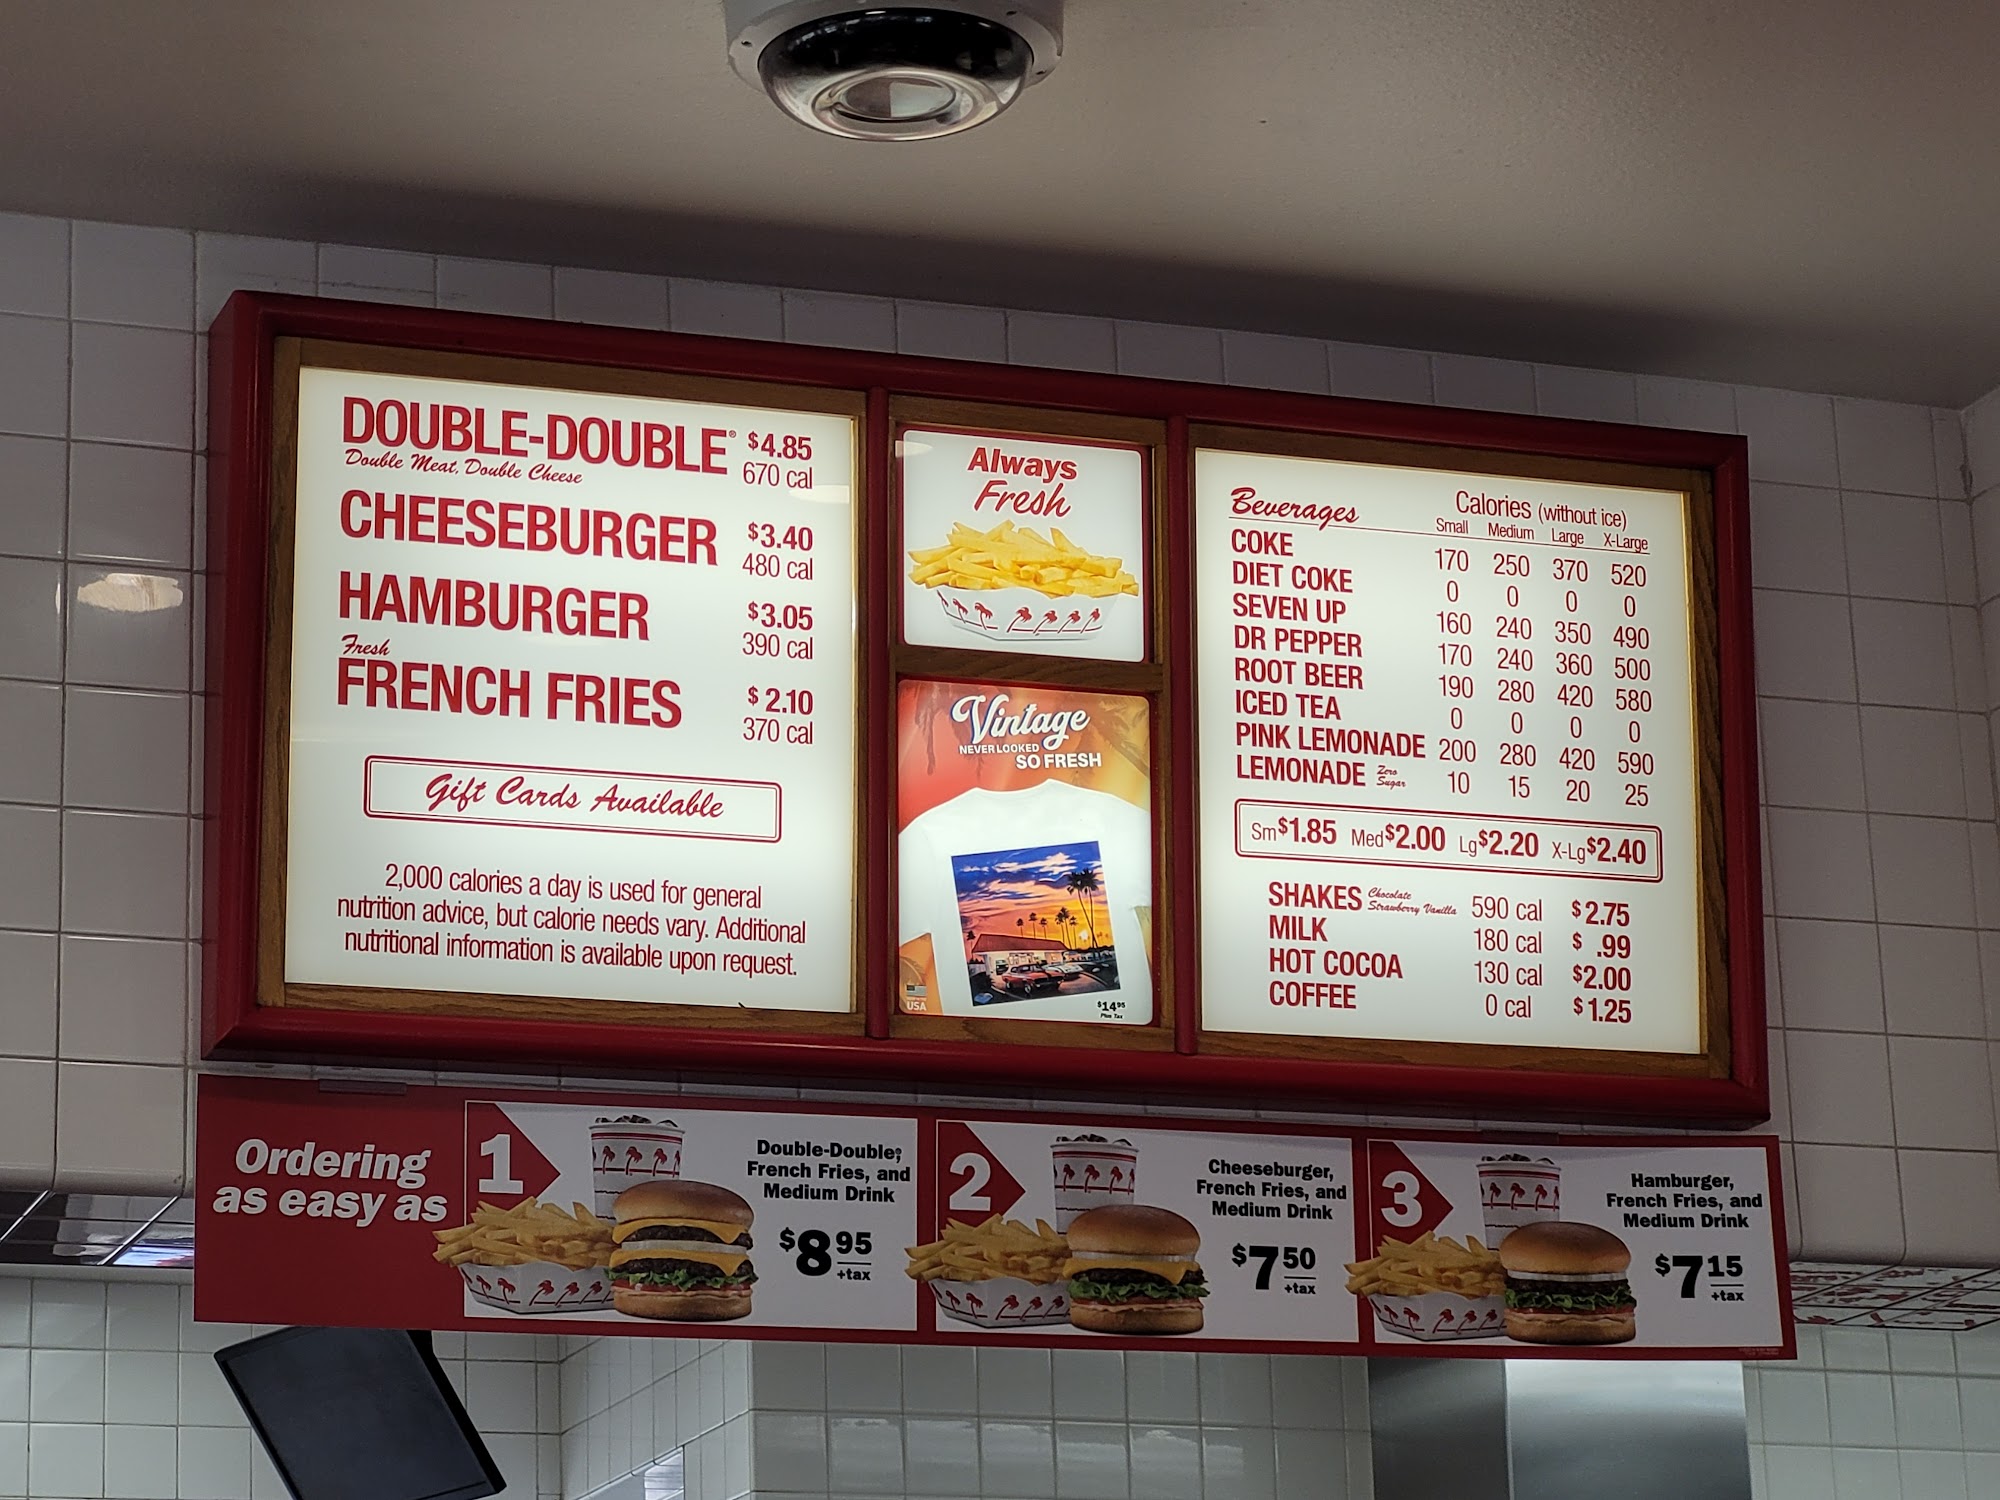 DOUBLE-DOUBLE® $4.85
Double Meat, Double Cheese 670 cal
CHEESEBURGER $3.40
480 cal
HAMBURGER $3.05
390 cal
Fresh
FRENCH FRIES $2.10
370 cal
Gift Cards Available
2,000 calories a day is used for general
nutrition advice, but calorie needs vary. Additional
nutritional information is available upon request.
Always
Fresh
Vintage
NEVER LOOKED
SO FRESH
USA
$14.95
Plus Tax
Beverages Calories (without ice)
Small Medium Large X-Large
COKE 170 250 370 520
DIET COKE 0 0 0 0
SEVEN UP 160 240 350 490
DR PEPPER 170 240 360 500
ROOT BEER 190 280 420 580
ICED TEA 0 0 0 0
PINK LEMONADE 200 280 420 590
LEMONADE Zero Sugar 10 15 20 25
Sm $1.85 Med $2.00 Lg $2.20 X-Lg $2.40
SHAKES Chocolate Strawberry Vanilla 590 cal $2.75
MILK 180 cal $ .99
HOT COCOA 130 cal $2.00
COFFEE 0 cal $1.25
Ordering
as easy as
1
Double-Double®,
French Fries, and
Medium Drink
$8.95
+tax
2
Cheeseburger,
French Fries, and
Medium Drink
$7.50
+tax
3
Hamburger,
French Fries, and
Medium Drink
$7.15
+tax